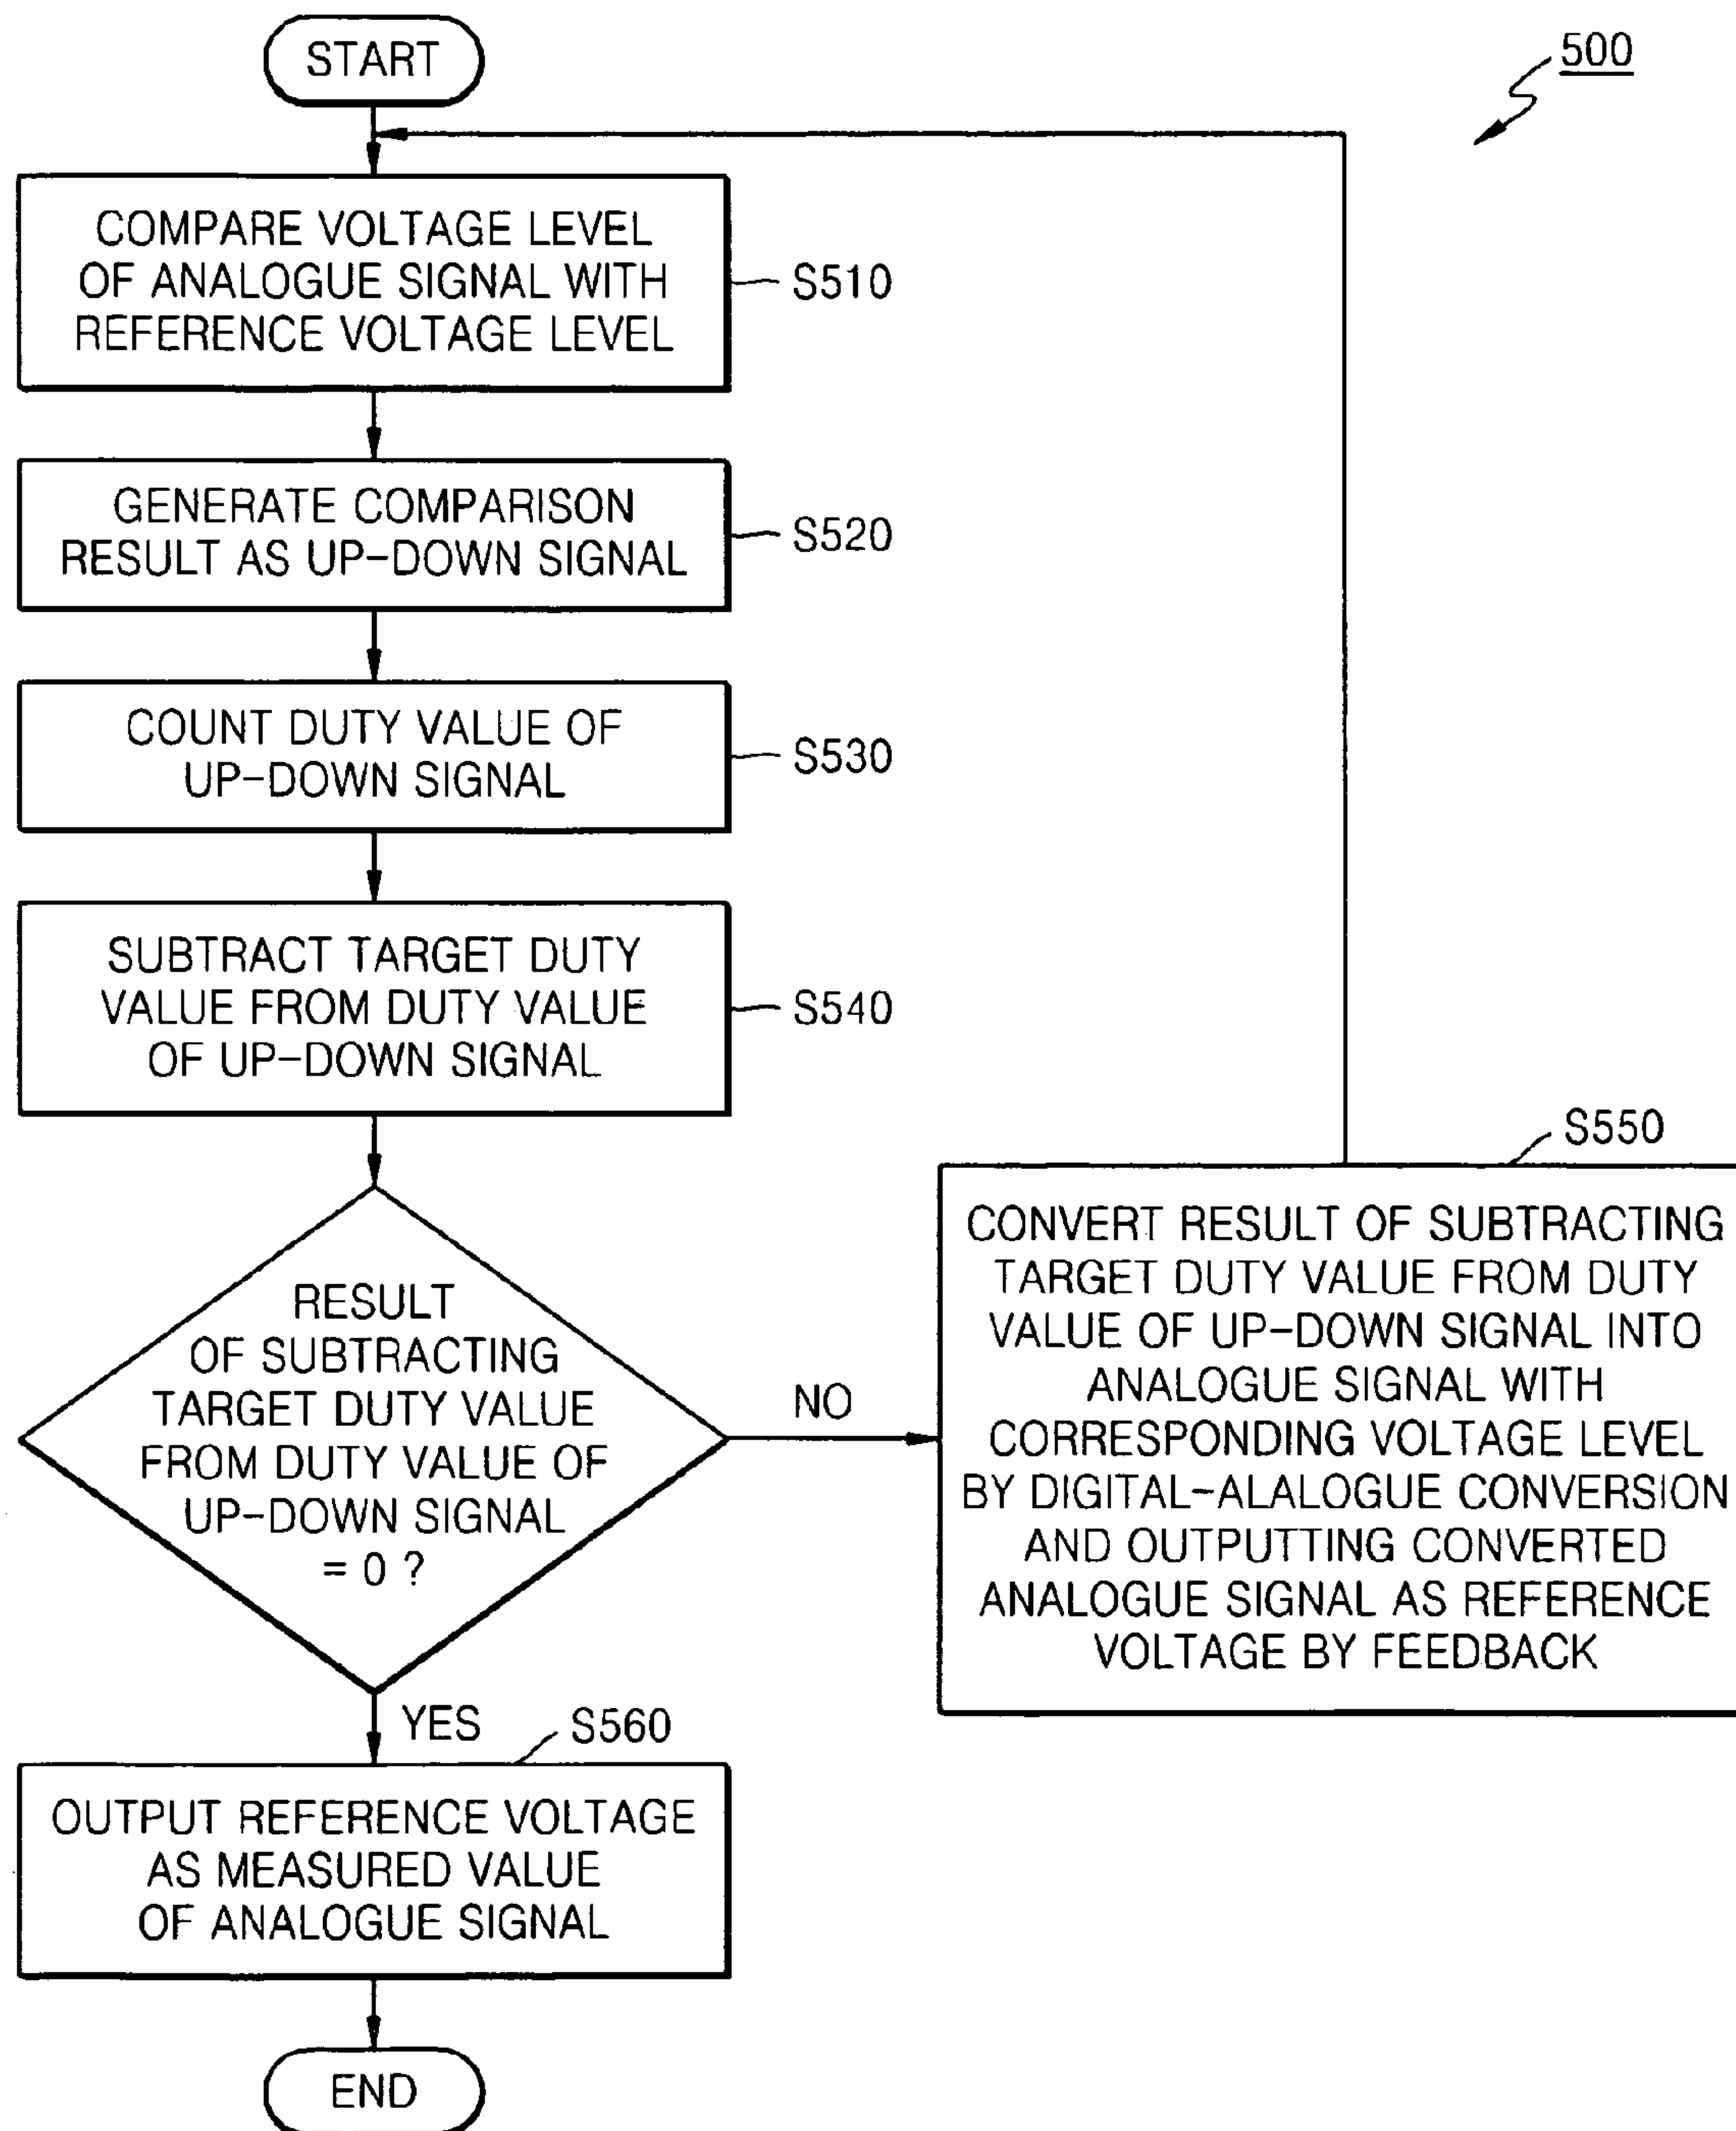 START
500
COMPARE VOLTAGE LEVEL
OF ANALOGUE SIGNAL WITH
REFERENCE VOLTAGE LEVEL
S510
GENERATE COMPARISON
RESULT AS UP-DOWN SIGNAL
S520
COUNT DUTY VALUE OF
UP-DOWN SIGNAL
S530
SUBTRACT TARGET DUTY
VALUE FROM DUTY VALUE
OF UP-DOWN SIGNAL
S540
RESULT
OF SUBTRACTING
TARGET DUTY VALUE
FROM DUTY VALUE OF
UP-DOWN SIGNAL
= 0 ?
NO
S550
CONVERT RESULT OF SUBTRACTING
TARGET DUTY VALUE FROM DUTY
VALUE OF UP-DOWN SIGNAL INTO
ANALOGUE SIGNAL WITH
CORRESPONDING VOLTAGE LEVEL
BY DIGITAL-ALALOGUE CONVERSION
AND OUTPUTTING CONVERTED
ANALOGUE SIGNAL AS REFERENCE
VOLTAGE BY FEEDBACK
YES
S560
OUTPUT REFERENCE VOLTAGE
AS MEASURED VALUE
OF ANALOGUE SIGNAL
END